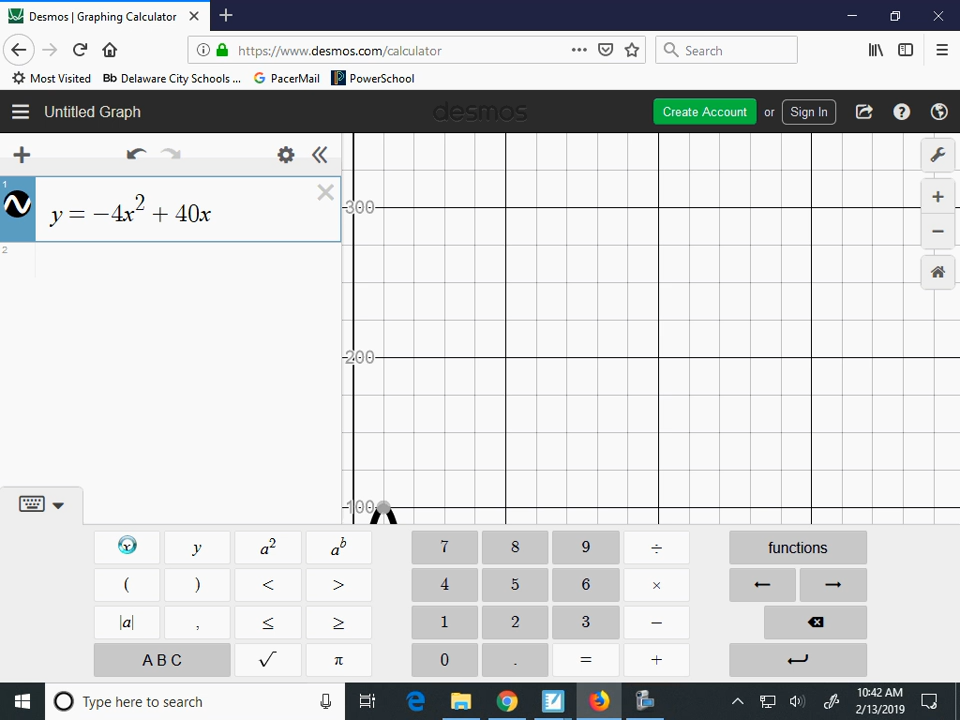 Desmos | Graphing Calculator
https://www.desmos.com/calculator
Search
Most Visited
Bb Delaware City Schools ...
G PacerMail
PowerSchool
Untitled Graph
desmos
Create Account
or
Sign In
?
1
y = −4x² + 40x
2
300
200
100
x y a² aᵇ 7 8 9 ÷ functions
( ) < > 4 5 6 × ← →
|a| , ≤ ≥ 1 2 3 −
A B C √ π 0 . = +
Type here to search
10:42 AM
2/13/2019